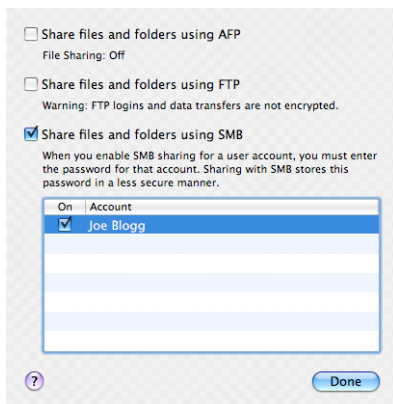 Share files and folders using AFP
File Sharing: Off
Share files and folders using FTP
Warning: FTP logins and data transfers are not encrypted.
Share files and folders using SMB
When you enable SMB sharing for a user account, you must enter
the password for that account. Sharing with SMB stores this
password in a less secure manner.
On Account
Joe Blogg
? Done